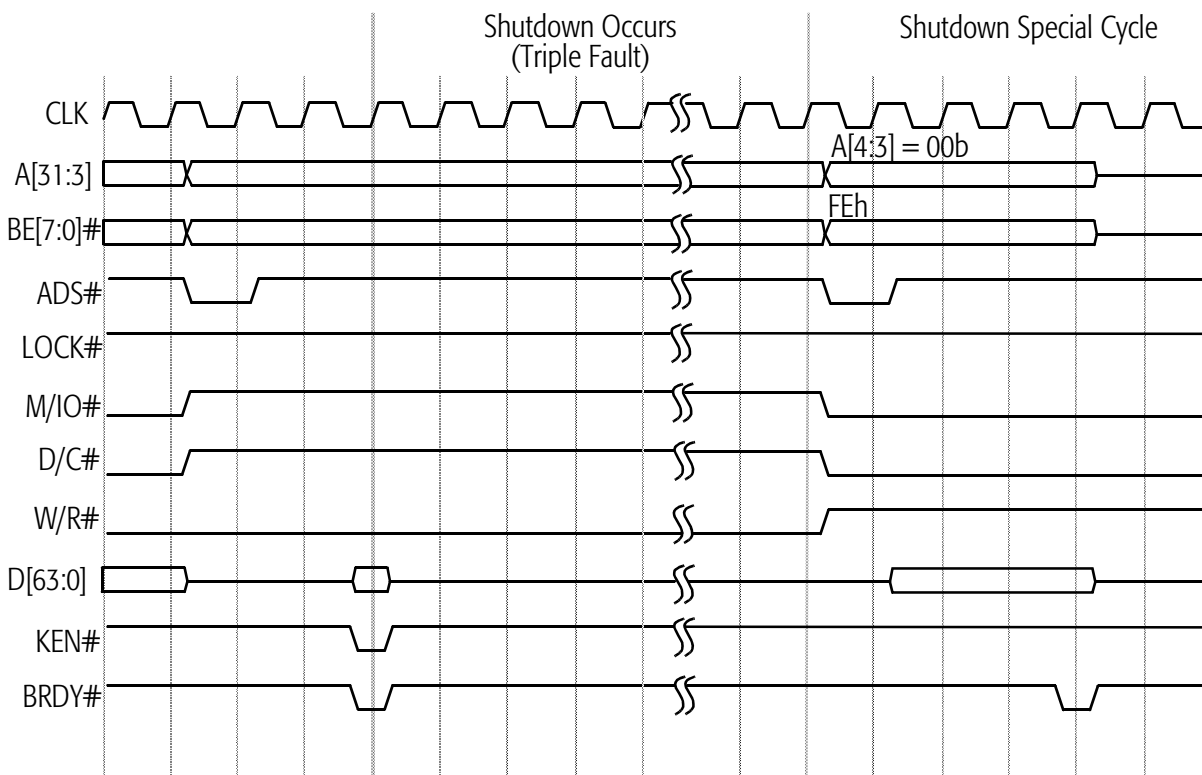 Shutdown Occurs
(Triple Fault)
Shutdown Special Cycle
CLK
A[4:3] = 00b
A[31:3]
FEh
BE[7:0]#
ADS#
LOCK#
M/IO#
D/C#
W/R#
D[63:0]
KEN#
BRDY#